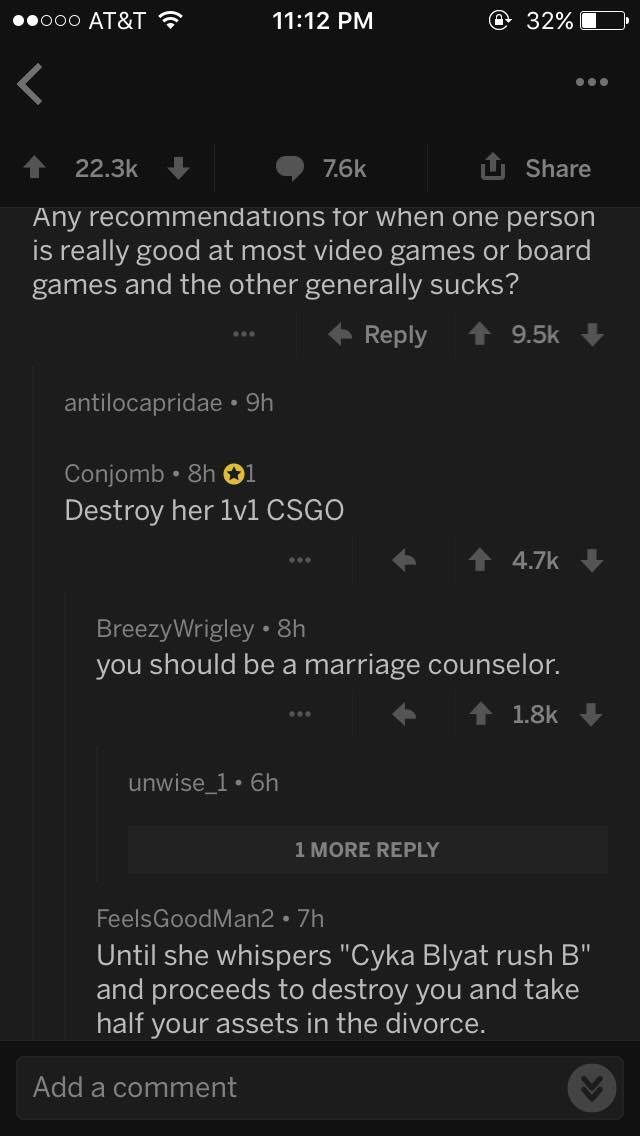 AT&T 11:12 PM 32%
22.3k 7.6k Share
Any recommendations for when one person
is really good at most video games or board
games and the other generally sucks?
Reply 9.5k
antilocapridae • 9h
Conjomb • 8h 1
Destroy her 1v1 CSGO
4.7k
BreezyWrigley • 8h
you should be a marriage counselor.
1.8k
unwise_1 • 6h
1 MORE REPLY
FeelsGoodMan2 • 7h
Until she whispers "Cyka Blyat rush B"
and proceeds to destroy you and take
half your assets in the divorce.
Add a comment